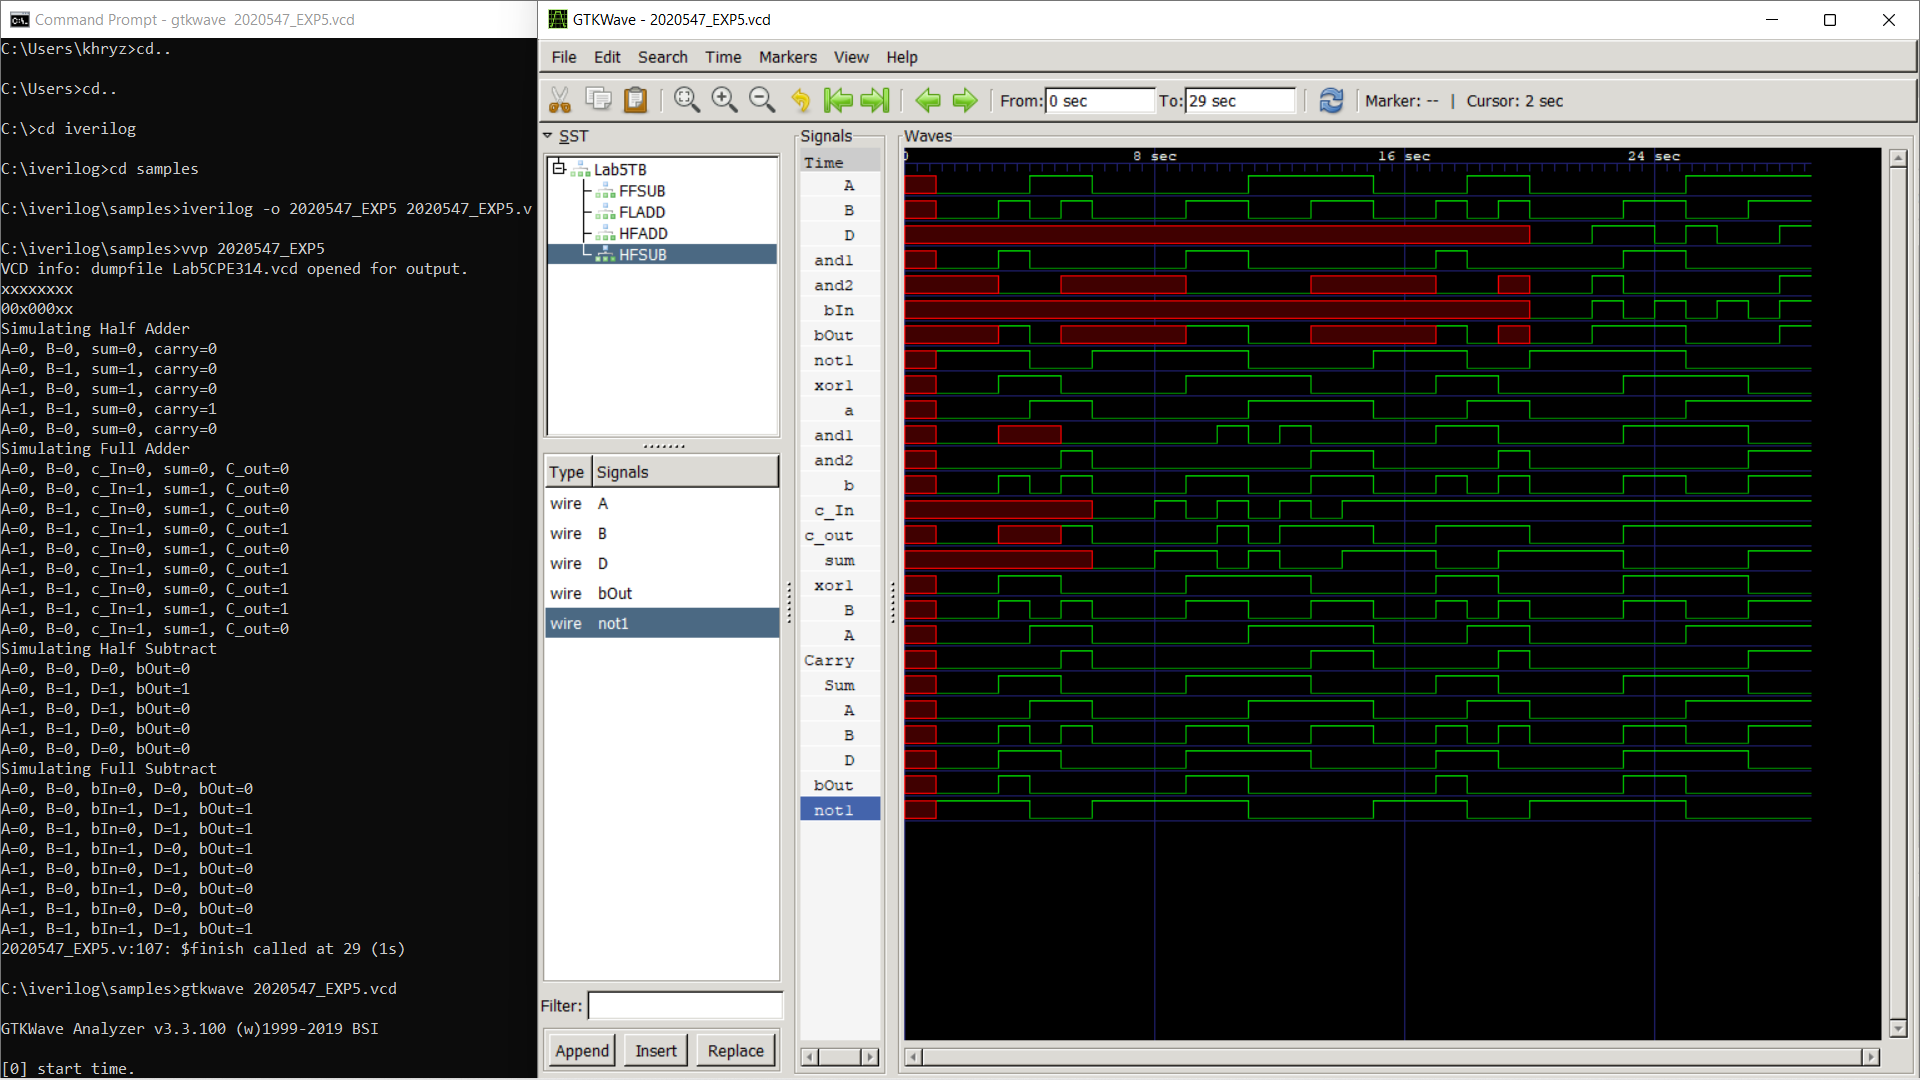 Command Prompt - gtkwave  2020547_EXP5.vcd
C:\Users\khryz>cd..
C:\Users>cd..
C:\>cd iverilog
C:\iverilog>cd samples
C:\iverilog\samples>iverilog -o 2020547_EXP5 2020547_EXP5.v
C:\iverilog\samples>vvp 2020547_EXP5
VCD info: dumpfile Lab5CPE314.vcd opened for output.
xxxxxxxx
00x000xx
Simulating Half Adder
A=0, B=0, sum=0, carry=0
A=0, B=1, sum=1, carry=0
A=1, B=0, sum=1, carry=0
A=1, B=1, sum=0, carry=1
A=0, B=0, sum=0, carry=0
Simulating Full Adder
A=0, B=0, c_In=0, sum=0, C_out=0
A=0, B=0, c_In=1, sum=1, C_out=0
A=0, B=1, c_In=0, sum=1, C_out=0
A=0, B=1, c_In=1, sum=0, C_out=1
A=1, B=0, c_In=0, sum=1, C_out=0
A=1, B=0, c_In=1, sum=0, C_out=1
A=1, B=1, c_In=0, sum=0, C_out=1
A=1, B=1, c_In=1, sum=1, C_out=1
A=0, B=0, c_In=1, sum=1, C_out=0
Simulating Half Subtract
A=0, B=0, D=0, bOut=0
A=0, B=1, D=1, bOut=1
A=1, B=0, D=1, bOut=0
A=1, B=1, D=0, bOut=0
A=0, B=0, D=0, bOut=0
Simulating Full Subtract
A=0, B=0, bIn=0, D=0, bOut=0
A=0, B=0, bIn=1, D=1, bOut=1
A=0, B=1, bIn=0, D=1, bOut=1
A=0, B=1, bIn=1, D=0, bOut=1
A=1, B=0, bIn=0, D=1, bOut=0
A=1, B=0, bIn=1, D=0, bOut=0
A=1, B=1, bIn=0, D=0, bOut=0
A=1, B=1, bIn=1, D=1, bOut=1
2020547_EXP5.v:107: $finish called at 29 (1s)
C:\iverilog\samples>gtkwave 2020547_EXP5.vcd
GTKWave Analyzer v3.3.100 (w)1999-2019 BSI
[0] start time.
GTKWave - 2020547_EXP5.vcd
File Edit Search Time Markers View Help
From: 0 sec To: 29 sec Marker: -- | Cursor: 2 sec
SST
Lab5TB
FFSUB
FLADD
HFADD
HFSUB
Type Signals
wire A
wire B
wire D
wire bOut
wire not1
Filter:
Append Insert Replace
Signals
Time
A
B
D
and1
and2
bIn
bOut
not1
xor1
a
and1
and2
b
c_In
c_out
sum
xor1
B
A
Carry
Sum
A
B
D
bOut
not1
Waves
0 8 sec 16 sec 24 sec